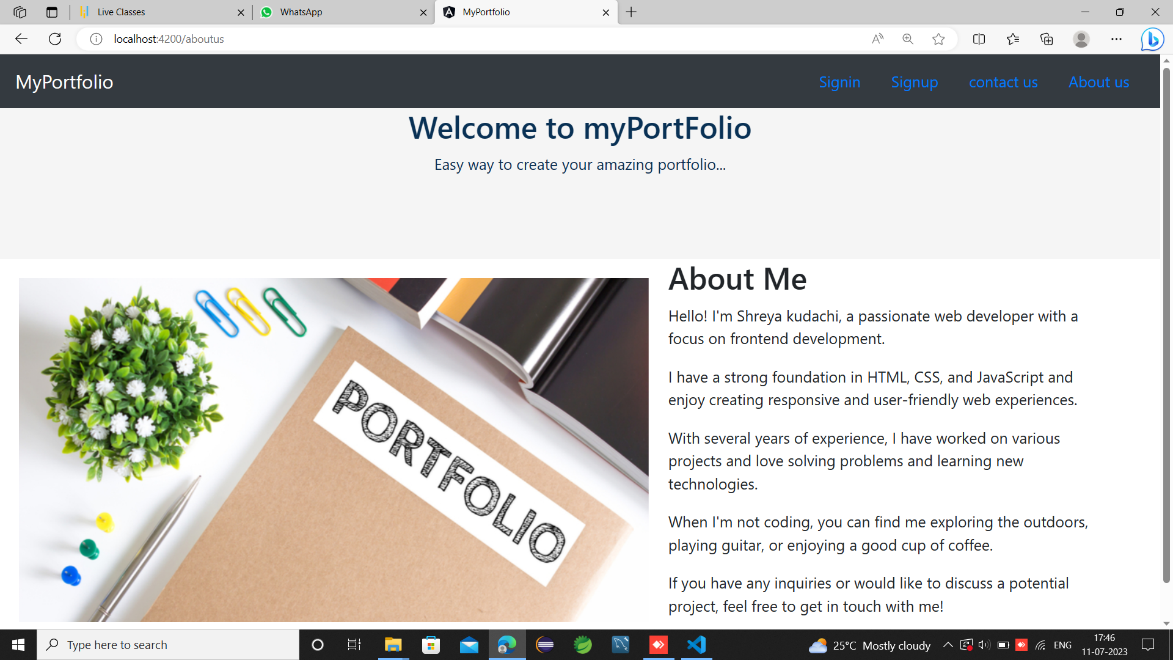 Live Classes
WhatsApp
MyPortfolio
localhost:4200/aboutus
MyPortfolio
Signin
Signup
contact us
About us
Welcome to myPortFolio
Easy way to create your amazing portfolio...
PORTFOLIO
About Me
Hello! I'm Shreya kudachi, a passionate web developer with a
focus on frontend development.
I have a strong foundation in HTML, CSS, and JavaScript and
enjoy creating responsive and user-friendly web experiences.
With several years of experience, I have worked on various
projects and love solving problems and learning new
technologies.
When I'm not coding, you can find me exploring the outdoors,
playing guitar, or enjoying a good cup of coffee.
If you have any inquiries or would like to discuss a potential
project, feel free to get in touch with me!
Type here to search
25°C Mostly cloudy
ENG
17:46
11-07-2023